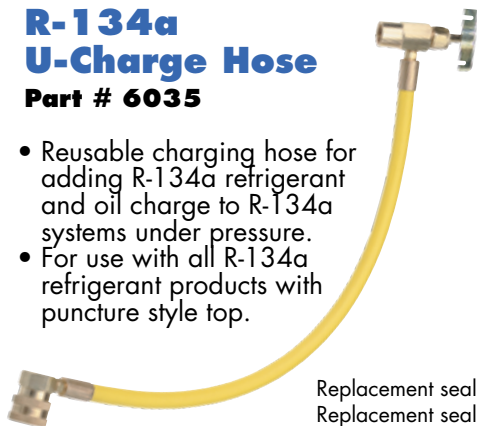 R-134a
U-Charge Hose
Part # 6035
• Reusable charging hose for
adding R-134a refrigerant
and oil charge to R-134a
systems under pressure.
• For use with all R-134a
refrigerant products with
puncture style top.
Replacement seal
Replacement seal